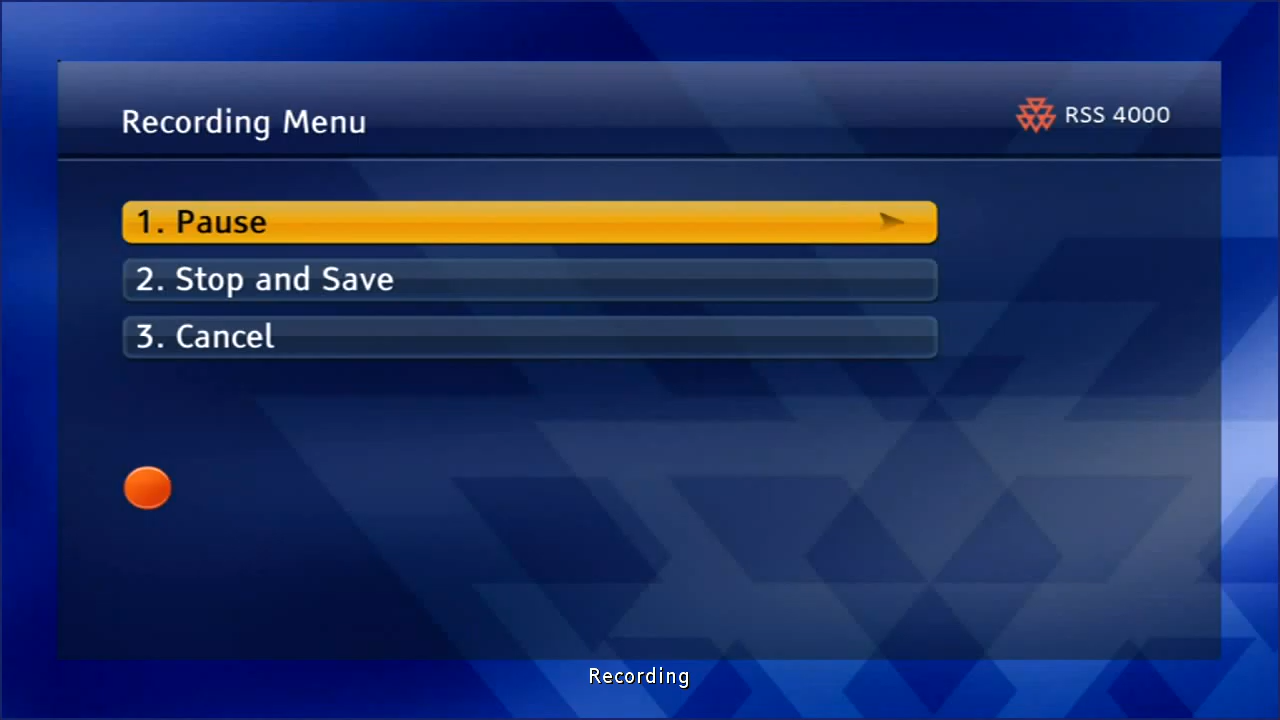 Recording Menu
RSS 4000
1. Pause
2. Stop and Save
3. Cancel
Recording